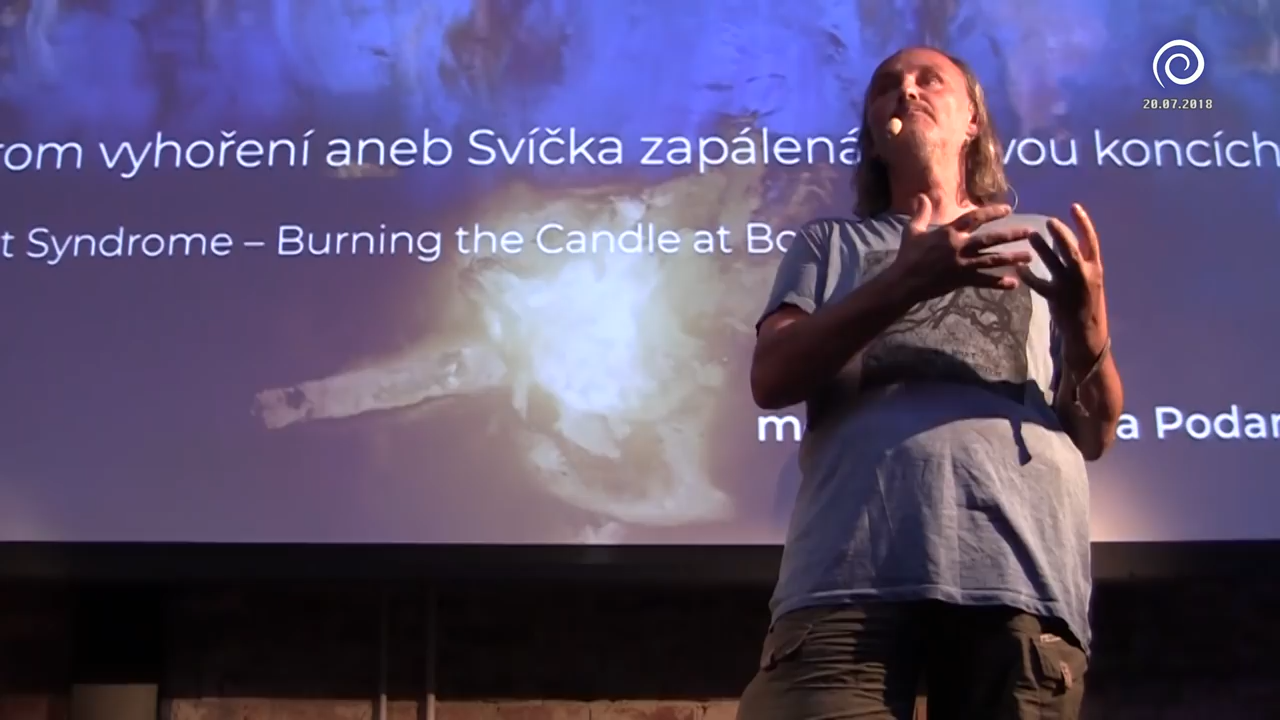 20.07.2018
rom vyhoření aneb Svíčka zapálená vou koncích
t Syndrome – Burning the Candle at Bo
m a Podar